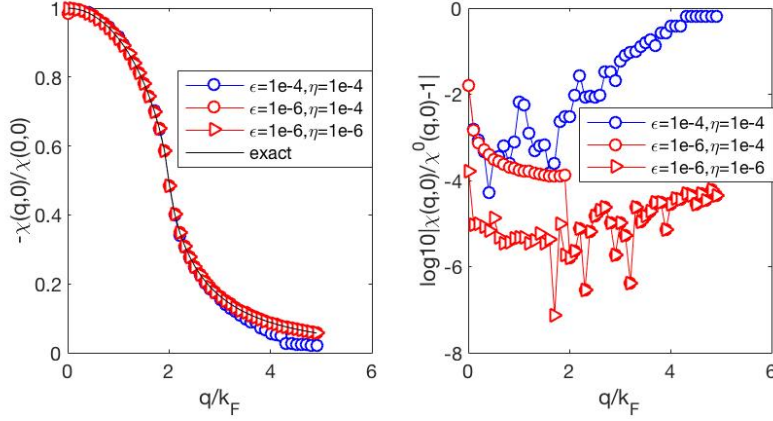 1
0.8
0.6
0.4
0.2
0
0 2 4 6
q/k_F
-χ(q,0)/χ(0,0)
ϵ=1e-4,η=1e-4
ϵ=1e-6,η=1e-4
ϵ=1e-6,η=1e-6
exact
0
-2
-4
-6
-8
0 2 4 6
q/k_F
log10|χ(q,0)/χ^0(q,0)-1|
ϵ=1e-4,η=1e-4
ϵ=1e-6,η=1e-4
ϵ=1e-6,η=1e-6